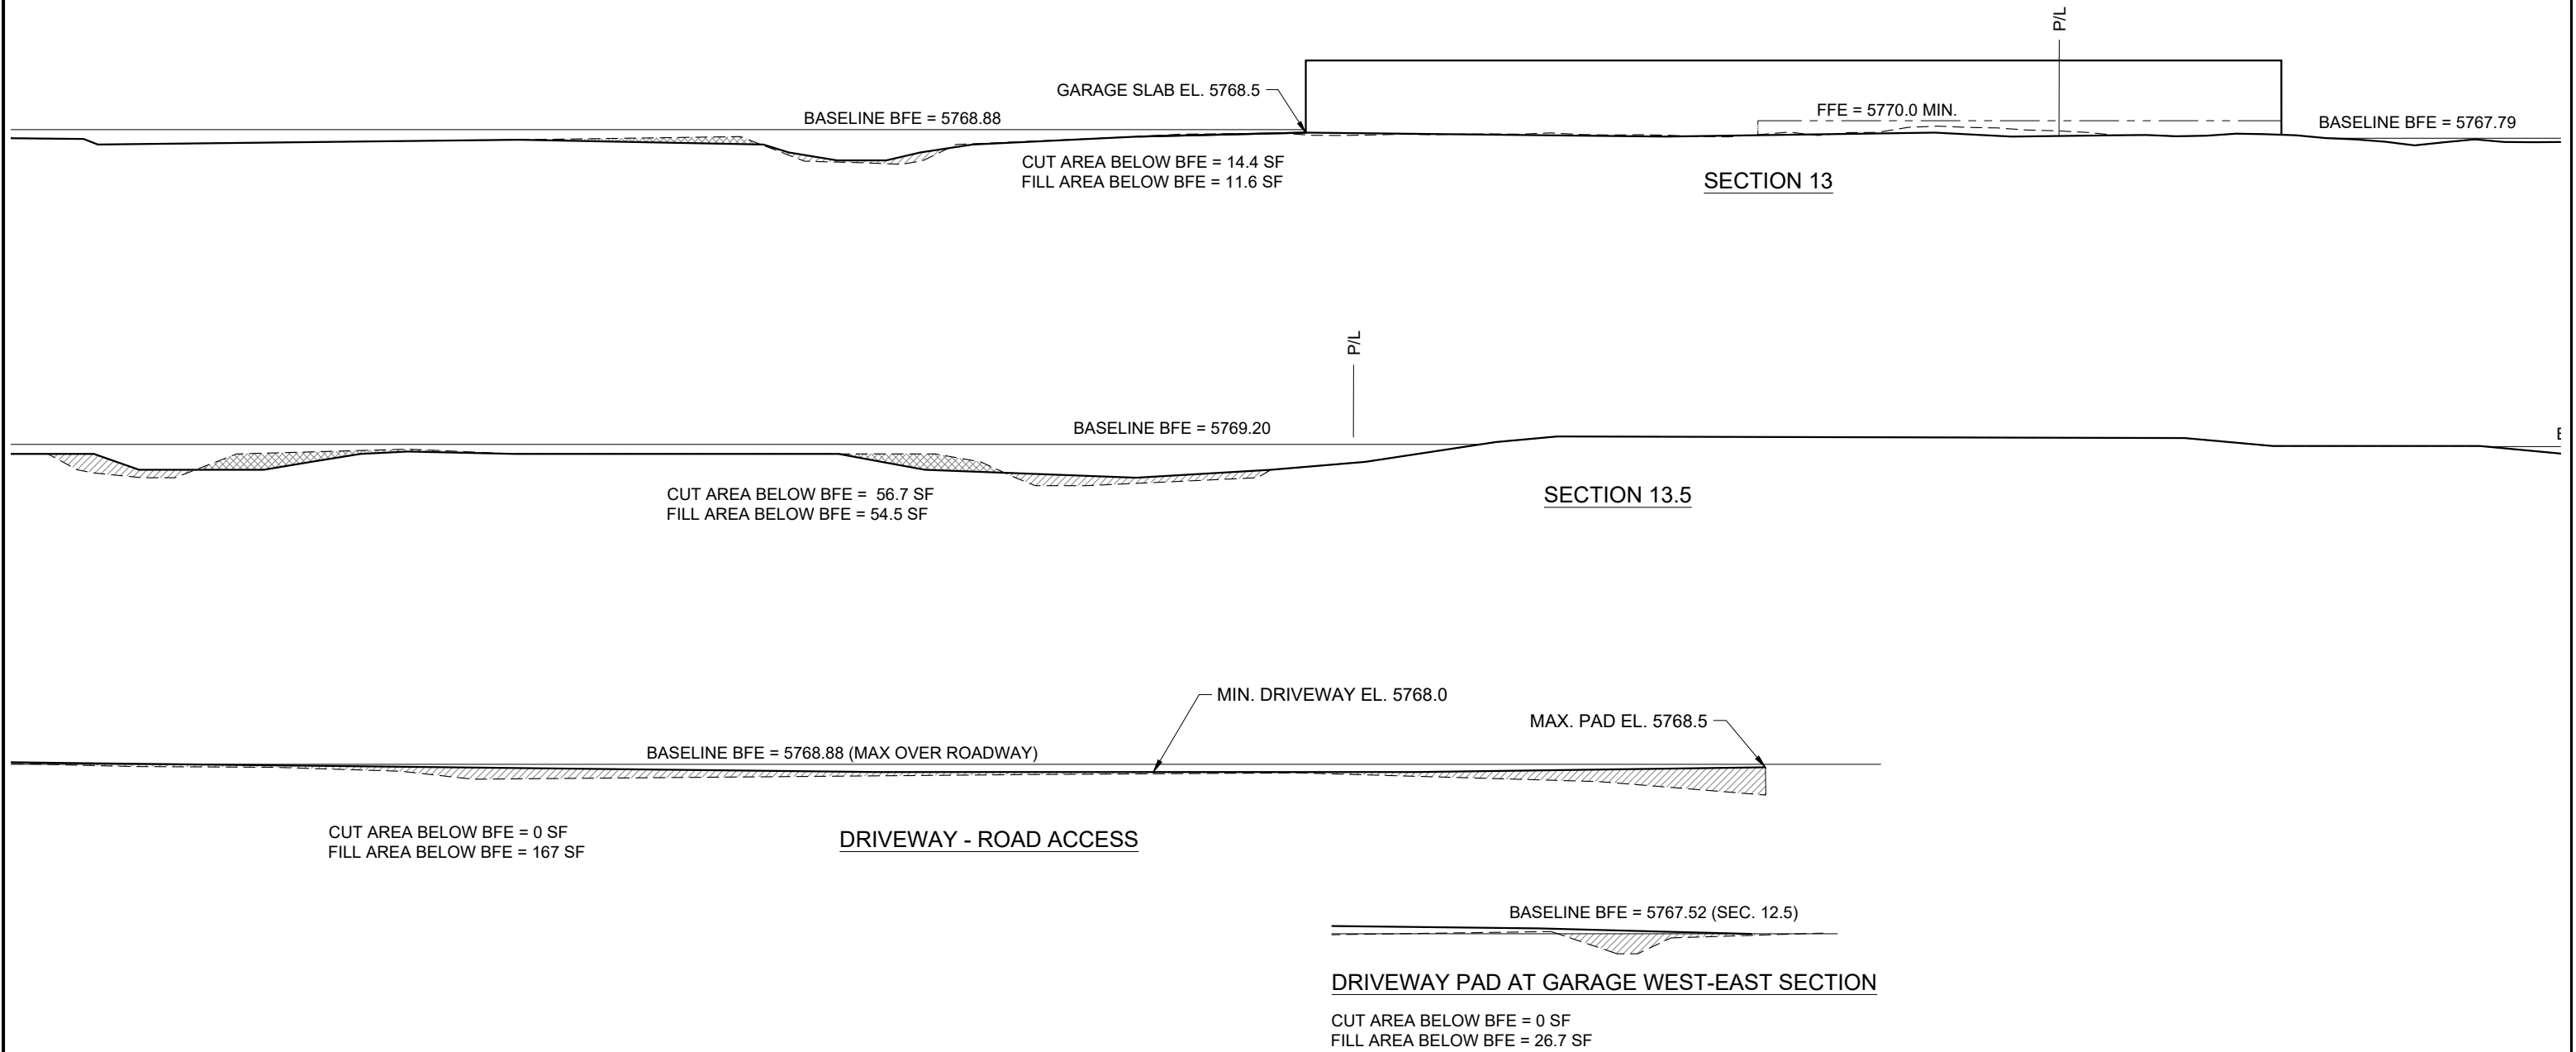 P/L
GARAGE SLAB EL. 5768.5
BASELINE BFE = 5768.88
FFE = 5770.0 MIN.
BASELINE BFE = 5767.79
CUT AREA BELOW BFE = 14.4 SF
FILL AREA BELOW BFE = 11.6 SF
SECTION 13
P/L
BASELINE BFE = 5769.20
CUT AREA BELOW BFE = 56.7 SF
FILL AREA BELOW BFE = 54.5 SF
SECTION 13.5
MIN. DRIVEWAY EL. 5768.0
MAX. PAD EL. 5768.5
BASELINE BFE = 5768.88 (MAX OVER ROADWAY)
CUT AREA BELOW BFE = 0 SF
FILL AREA BELOW BFE = 167 SF
DRIVEWAY - ROAD ACCESS
BASELINE BFE = 5767.52 (SEC. 12.5)
DRIVEWAY PAD AT GARAGE WEST-EAST SECTION
CUT AREA BELOW BFE = 0 SF
FILL AREA BELOW BFE = 26.7 SF